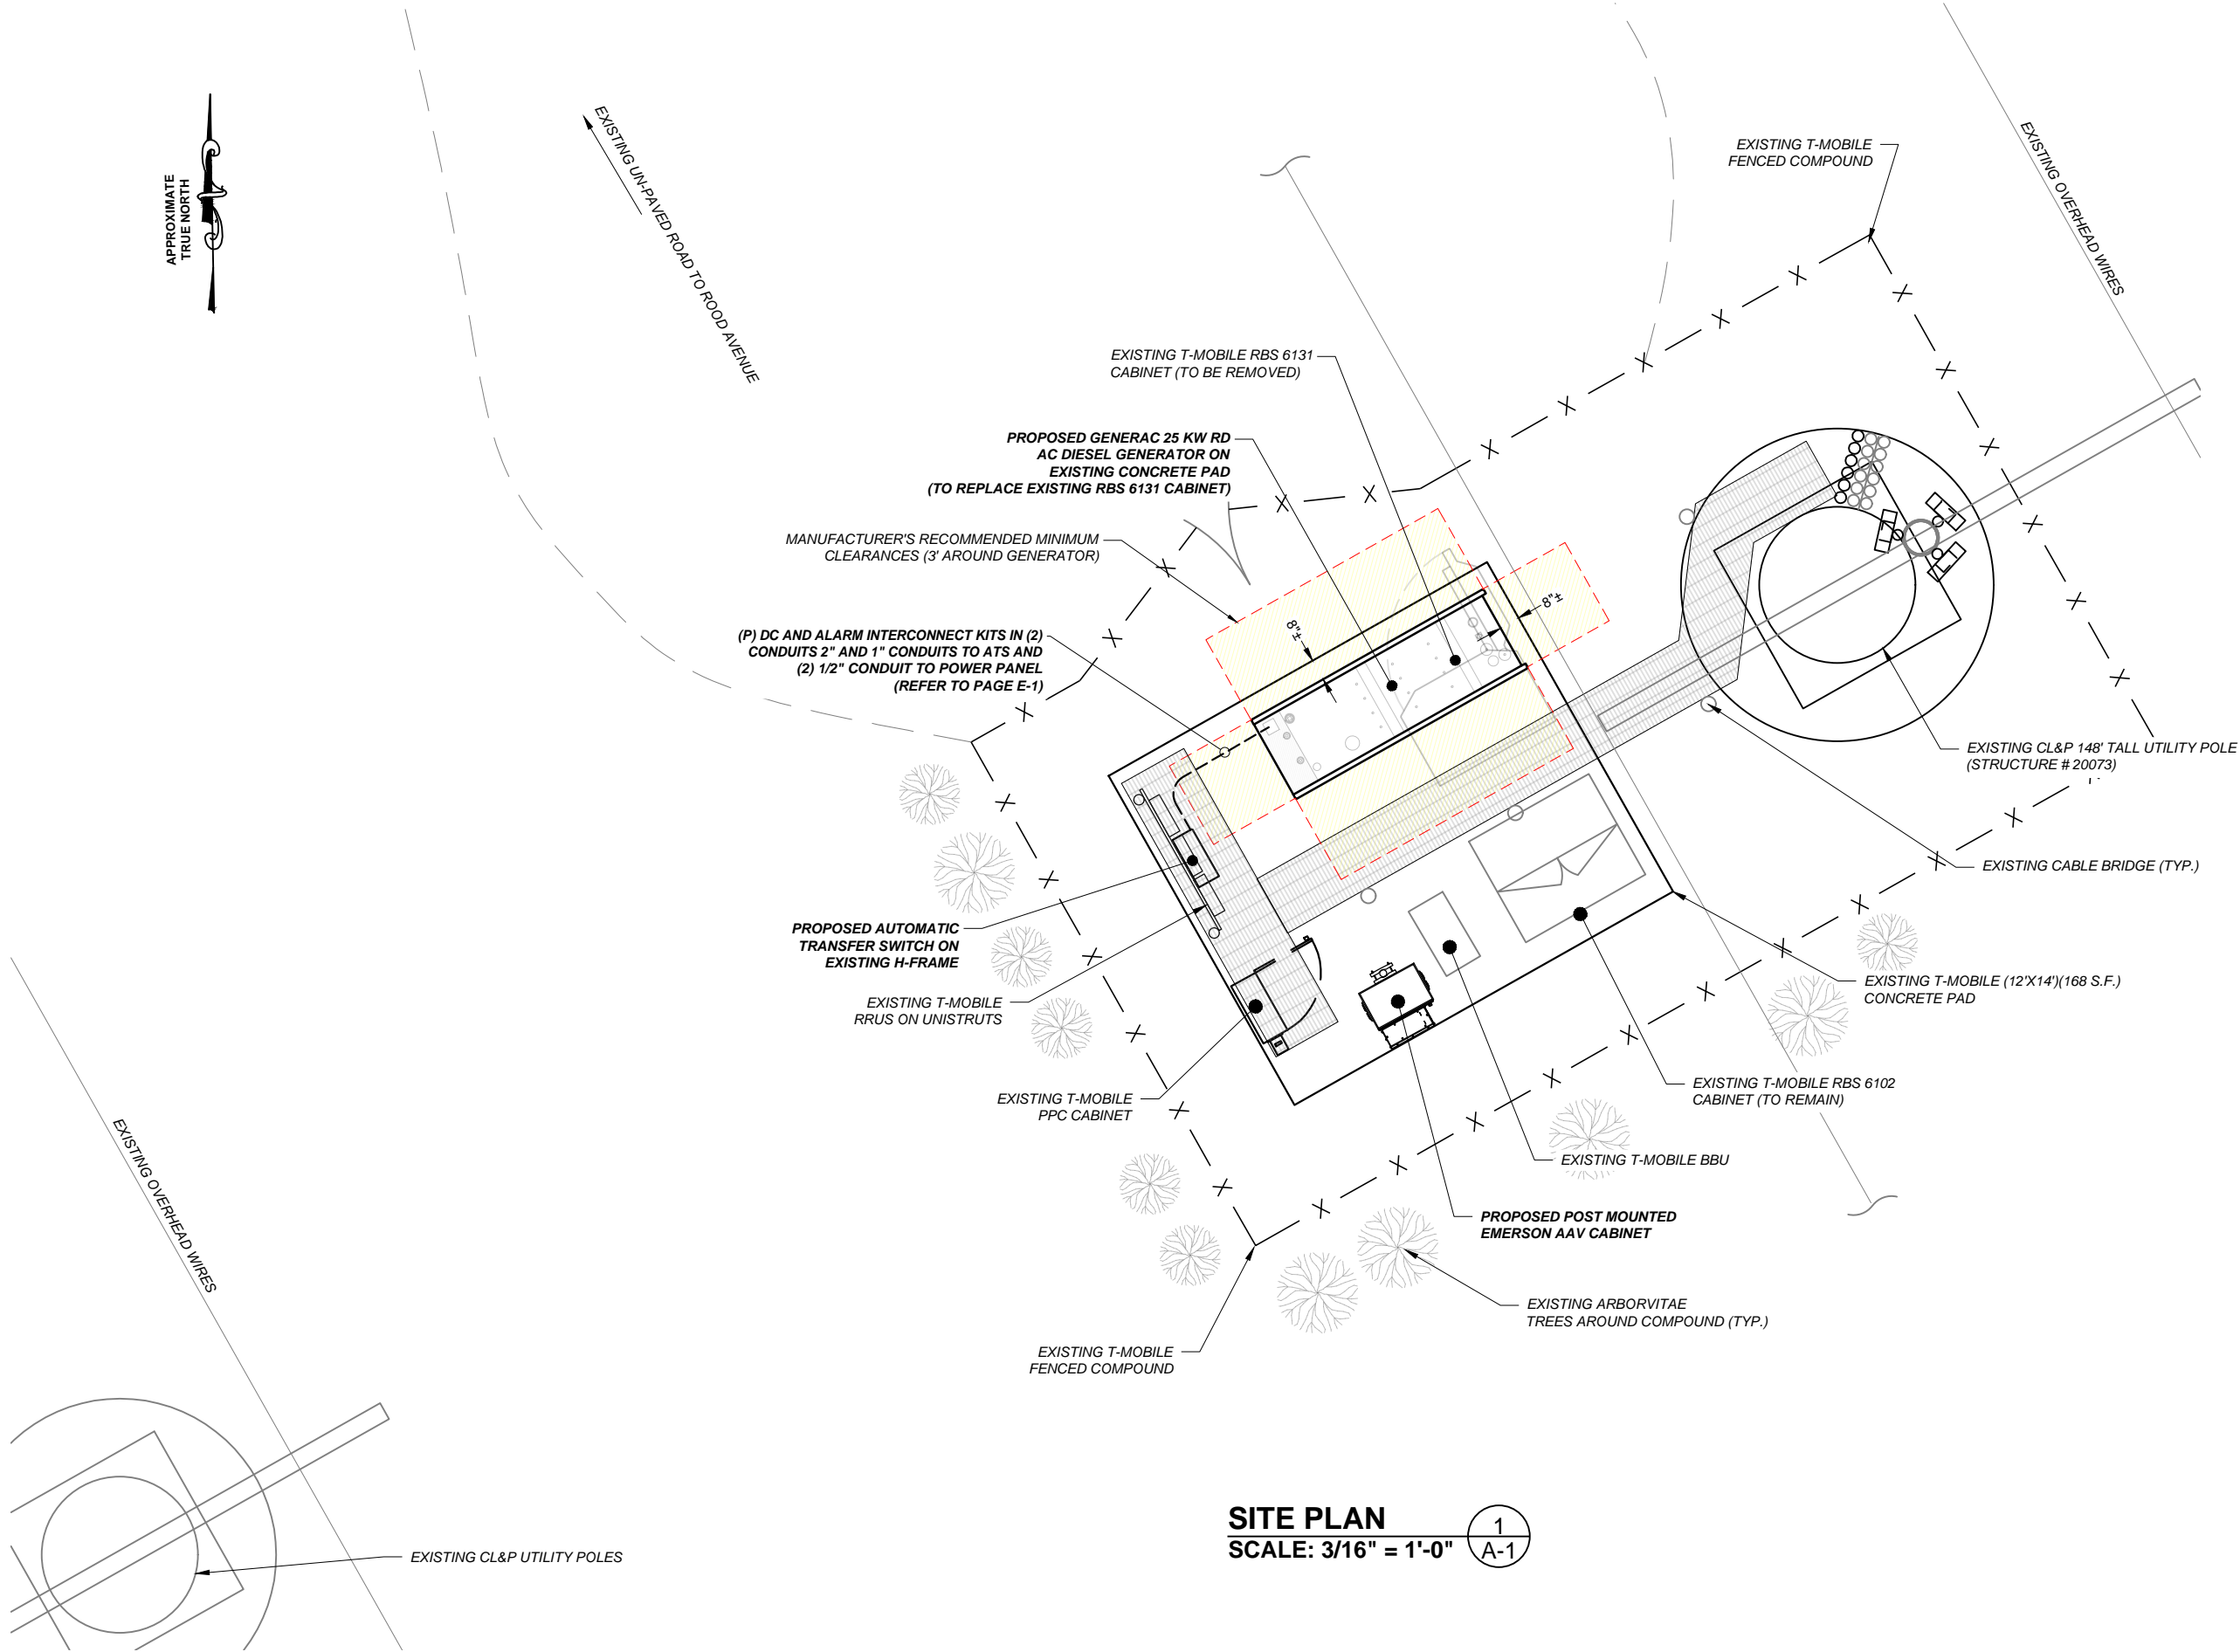 APPROXIMATE
TRUE NORTH
EXISTING UN-PAVED ROAD TO ROOD AVENUE
EXISTING T-MOBILE
FENCED COMPOUND
EXISTING OVERHEAD WIRES
EXISTING T-MOBILE RBS 6131
CABINET (TO BE REMOVED)
PROPOSED GENERAC 25 KW RD
AC DIESEL GENERATOR ON
EXISTING CONCRETE PAD
(TO REPLACE EXISTING RBS 6131 CABINET)
MANUFACTURER'S RECOMMENDED MINIMUM
CLEARANCES (3' AROUND GENERATOR)
8"±
8"±
(P) DC AND ALARM INTERCONNECT KITS IN (2)
CONDUITS 2" AND 1" CONDUITS TO ATS AND
(2) 1/2" CONDUIT TO POWER PANEL
(REFER TO PAGE E-1)
EXISTING CL&P 148' TALL UTILITY POLE
(STRUCTURE # 20073)
EXISTING CABLE BRIDGE (TYP.)
PROPOSED AUTOMATIC
TRANSFER SWITCH ON
EXISTING H-FRAME
EXISTING T-MOBILE (12'X14')(168 S.F.)
CONCRETE PAD
EXISTING T-MOBILE
RRUS ON UNISTRUTS
EXISTING T-MOBILE
PPC CABINET
EXISTING T-MOBILE RBS 6102
CABINET (TO REMAIN)
EXISTING T-MOBILE BBU
PROPOSED POST MOUNTED
EMERSON AAV CABINET
EXISTING OVERHEAD WIRES
EXISTING ARBORVITAE
TREES AROUND COMPOUND (TYP.)
EXISTING T-MOBILE
FENCED COMPOUND
EXISTING CL&P UTILITY POLES
SITE PLAN
SCALE: 3/16" = 1'-0"
1
A-1